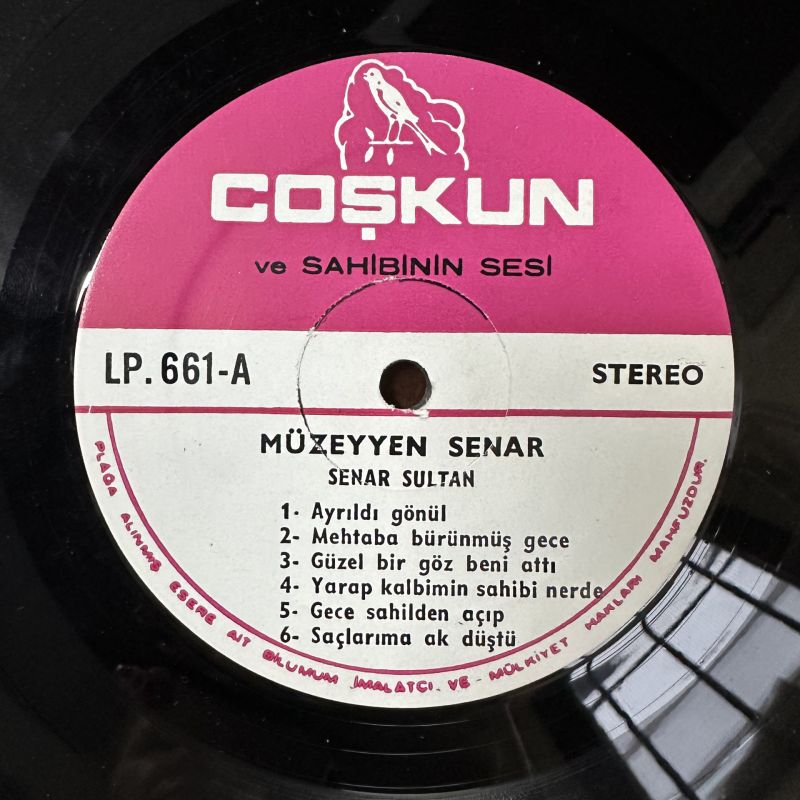 COŞKUN
ve SAHİBİNİN SESİ
LP. 661-A
STEREO
MÜZEYYEN SENAR
SENAR SULTAN
1- Ayrıldı gönül
2- Mehtaba bürünmüş gece
3- Güzel bir göz beni attı
4- Yarap kalbimin sahibi nerde
5- Gece sahilden açıp
6- Saçlarıma ak düştü
PLAĞA ALINMIŞ ESERE AİT BİLUMUM İMALATÇI VE MÜLKİYET HAKLARI MAHFUZDUR.